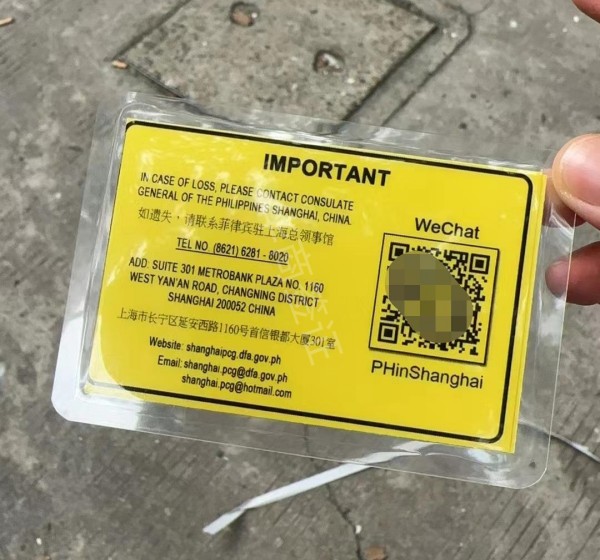 IMPORTANT
IN CASE OF LOSS, PLEASE CONTACT CONSULATE
GENERAL OF THE PHILIPPINES SHANGHAI, CHINA.
如遗失，请联系菲律宾驻上海总领事馆
TEL NO (8621) 6281 - 8020
ADD SUITE 301 METROBANK PLAZA NO. 1160
WEST YAN'AN ROAD, CHANGNING DISTRICT
SHANGHAI 200052 CHINA
上海市长宁区延安西路1160号首信银都大厦301室
Website: shanghaipcg.dfa.gov.ph
Email: shanghai.pcg@dfa.gov.ph
shanghai.pcg@hotmail.com
WeChat
PHinShanghai